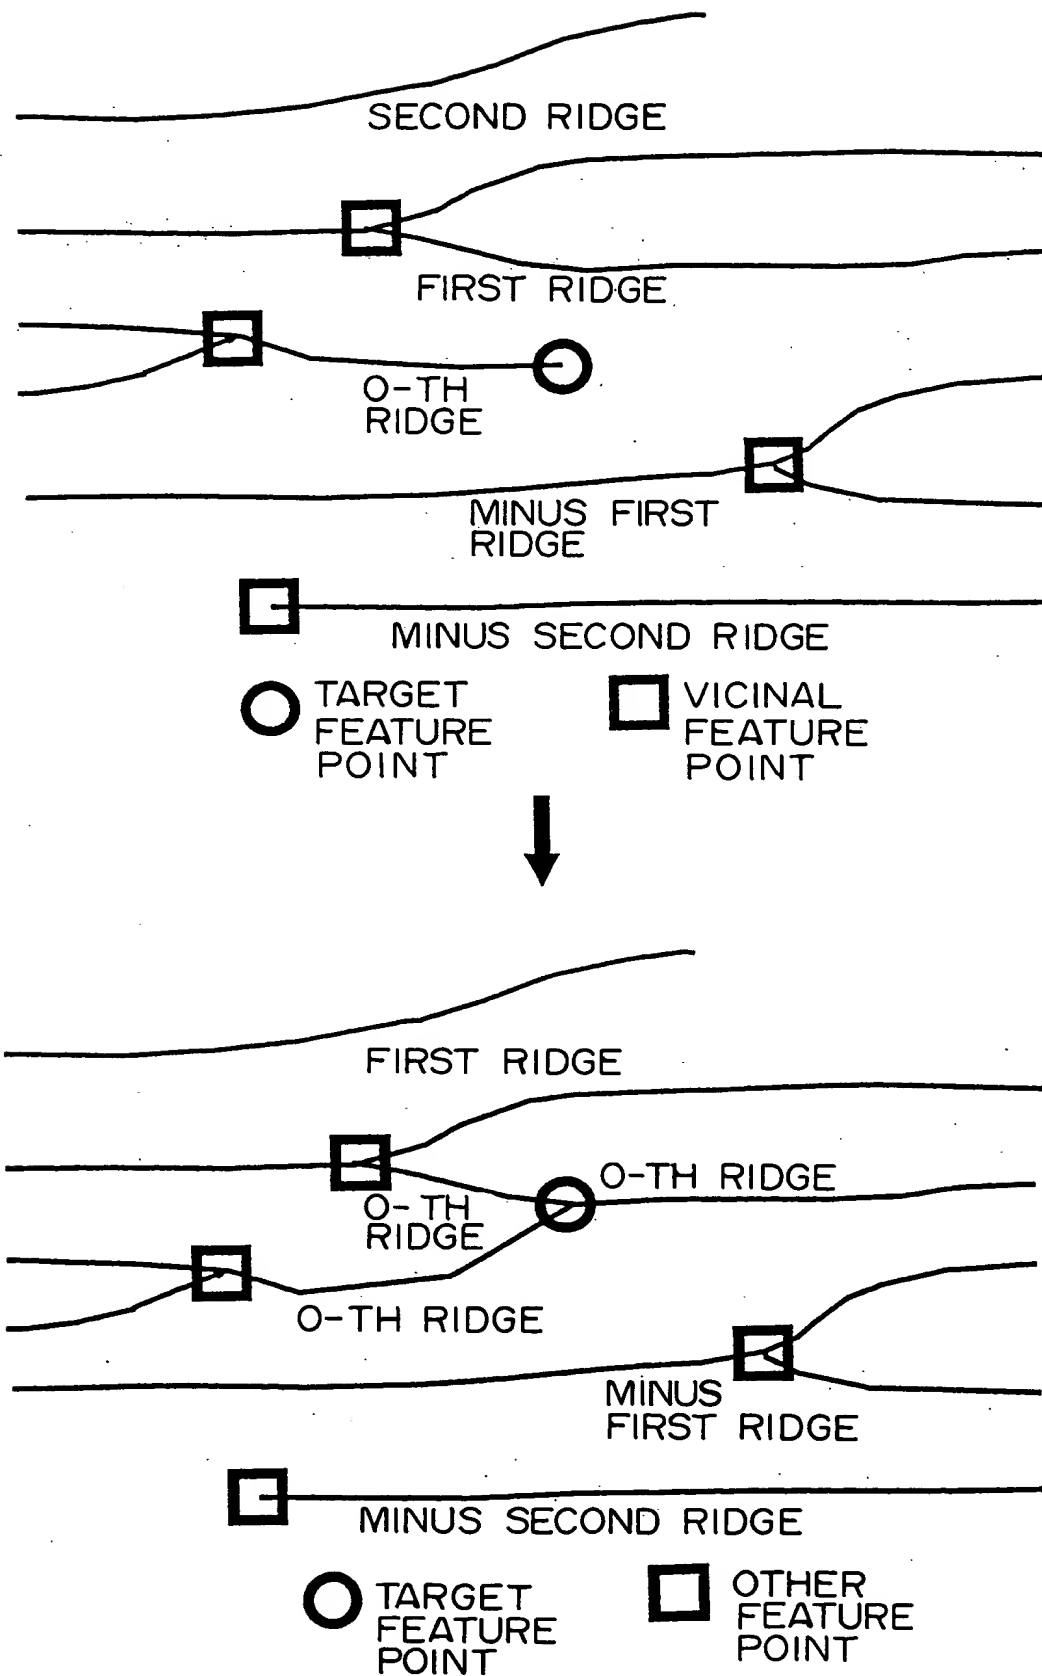 SECOND RIDGE
FIRST RIDGE
O-TH
RIDGE
MINUS FIRST
RIDGE
MINUS SECOND RIDGE
TARGET
FEATURE
POINT
VICINAL
FEATURE
POINT
FIRST RIDGE
O-TH RIDGE
O-TH
RIDGE
O-TH RIDGE
MINUS
FIRST RIDGE
MINUS SECOND RIDGE
TARGET
FEATURE
POINT
OTHER
FEATURE
POINT